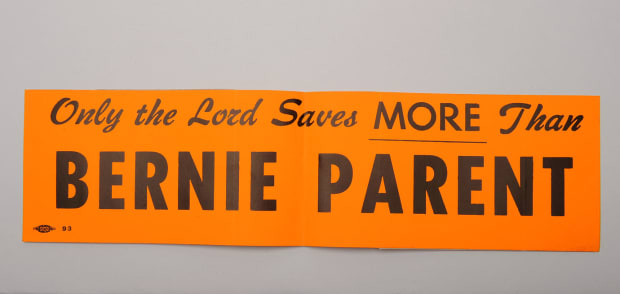 Only the Lord Saves MORE Than
BERNIE PARENT
93